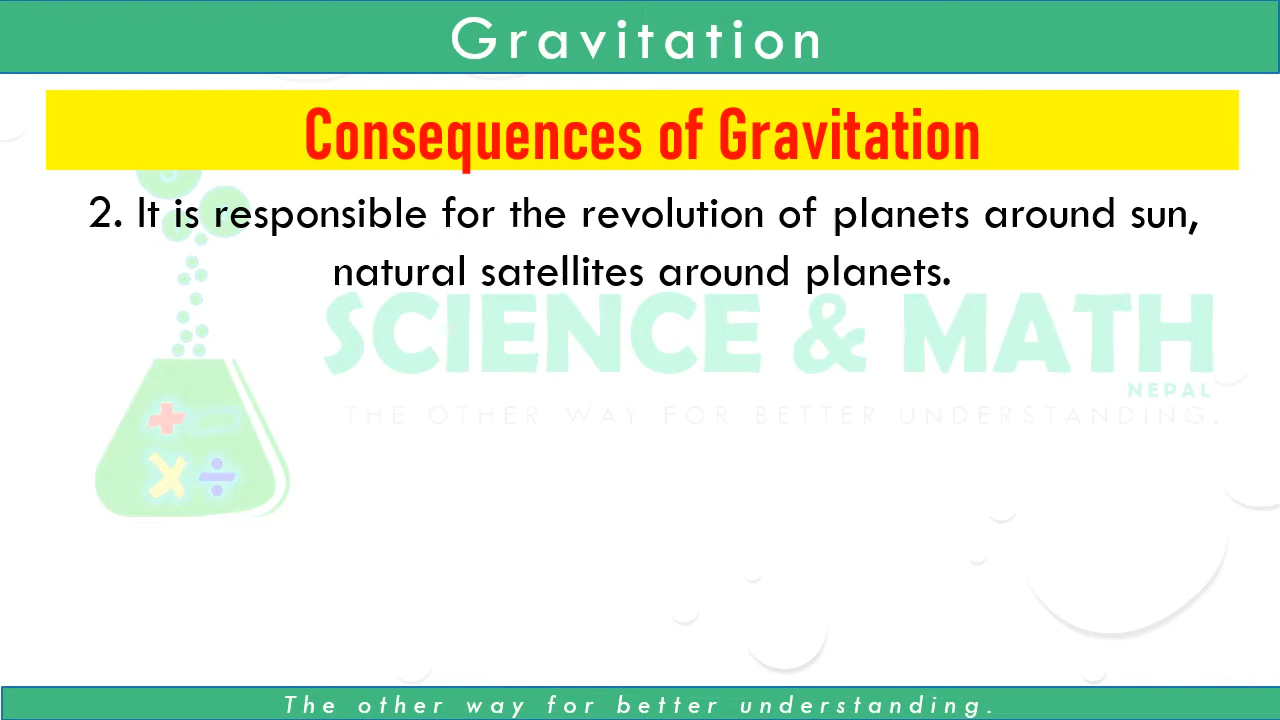 Gravitation
Consequences of Gravitation
2. It is responsible for the revolution of planets around sun,
natural satellites around planets.
SCIENCE & MATH
NEPAL
THE OTHER WAY FOR BETTER UNDERSTANDING.
+
× ÷
The other way for better understanding.